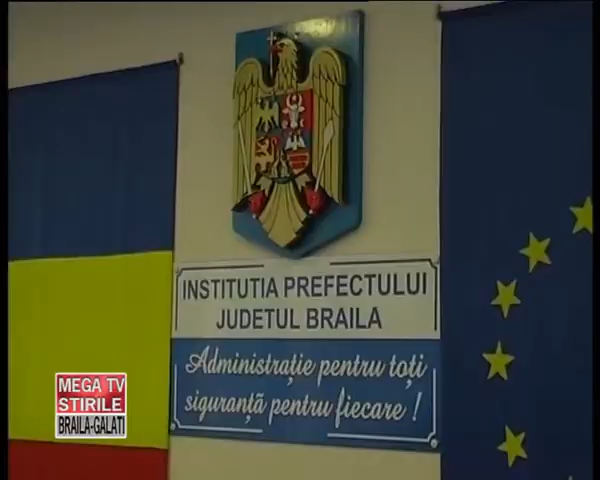 INSTITUTIA PREFECTULUI
JUDETUL BRAILA
Administrație pentru toți
siguranță pentru fiecare !
MEGA TV
STIRILE
BRAILA-GALATI